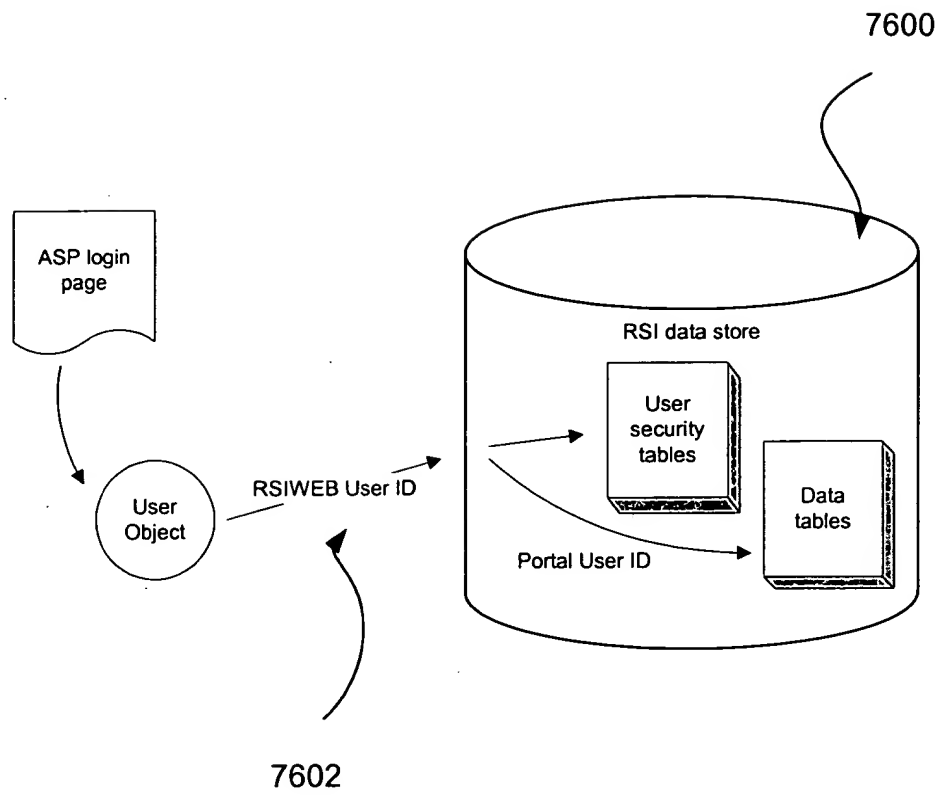 7600
ASP login
page
RSI data store
User
security
tables
RSIWEB User ID
User
Object
Data
tables
Portal User ID
7602